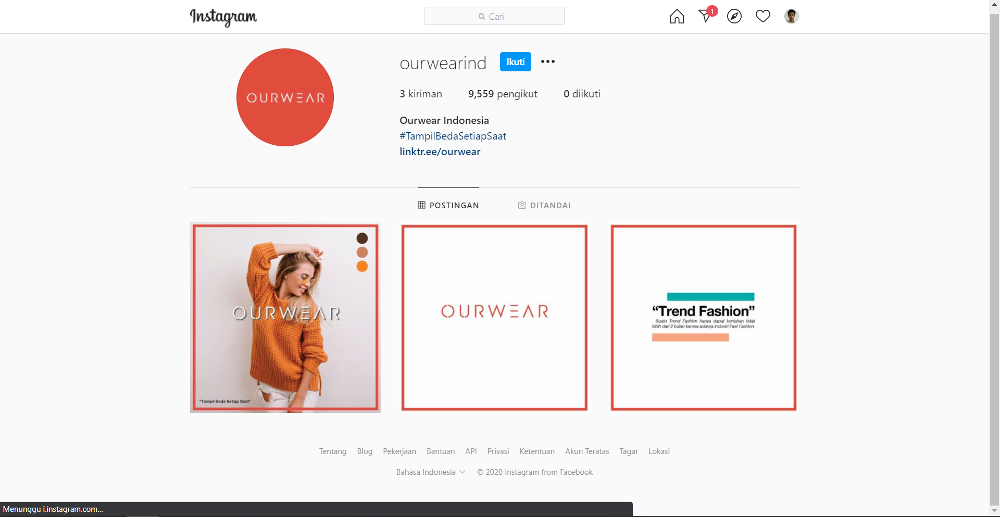 Instagram
Cari
1
ourwearind
Ikuti
3 kiriman 9,559 pengikut 0 diikuti
Ourwear Indonesia
#TampilBedaSetiapSaat
linktr.ee/ourwear
OURWEAR
POSTINGAN DITANDAI
OURWEAR
"Tampil Beda Setiap Saat"
OURWEAR
“Trend Fashion”
Suatu Trend Fashion hanya dapat bertahan tidak
lebih dari 2 bulan karena adanya industri Fast Fashion.
Tentang Blog Pekerjaan Bantuan API Privasi Ketentuan Akun Teratas Tagar Lokasi
Bahasa Indonesia © 2020 Instagram from Facebook
Menunggu i.instagram.com...